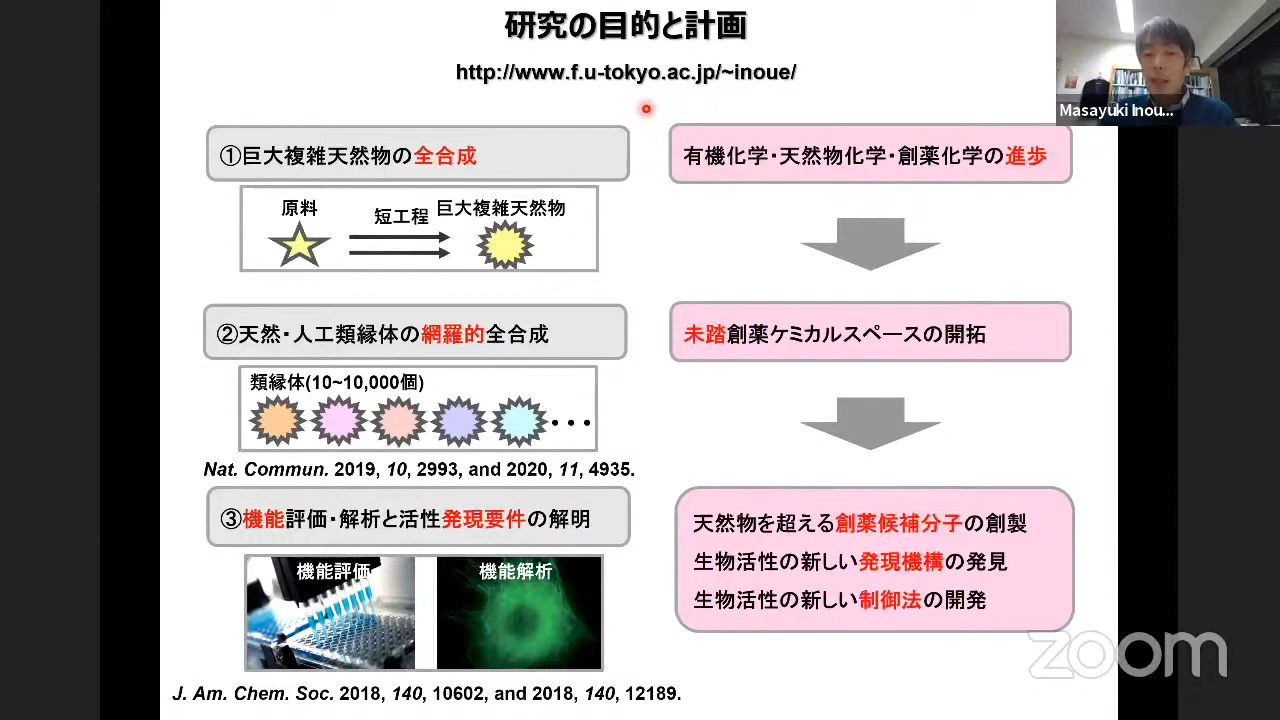 研究の目的と計画
http://www.f.u-tokyo.ac.jp/~inoue/
Masayuki Inou...
①巨大複雑天然物の全合成
原料
短工程
巨大複雑天然物
②天然・人工類縁体の網羅的全合成
類縁体(10~10,000個)
Nat. Commun. 2019, 10, 2993, and 2020, 11, 4935.
③機能評価・解析と活性発現要件の解明
機能評価
機能解析
J. Am. Chem. Soc. 2018, 140, 10602, and 2018, 140, 12189.
有機化学・天然物化学・創薬化学の進歩
未踏創薬ケミカルスペースの開拓
天然物を超える創薬候補分子の創製
生物活性の新しい発現機構の発見
生物活性の新しい制御法の開発
zoom